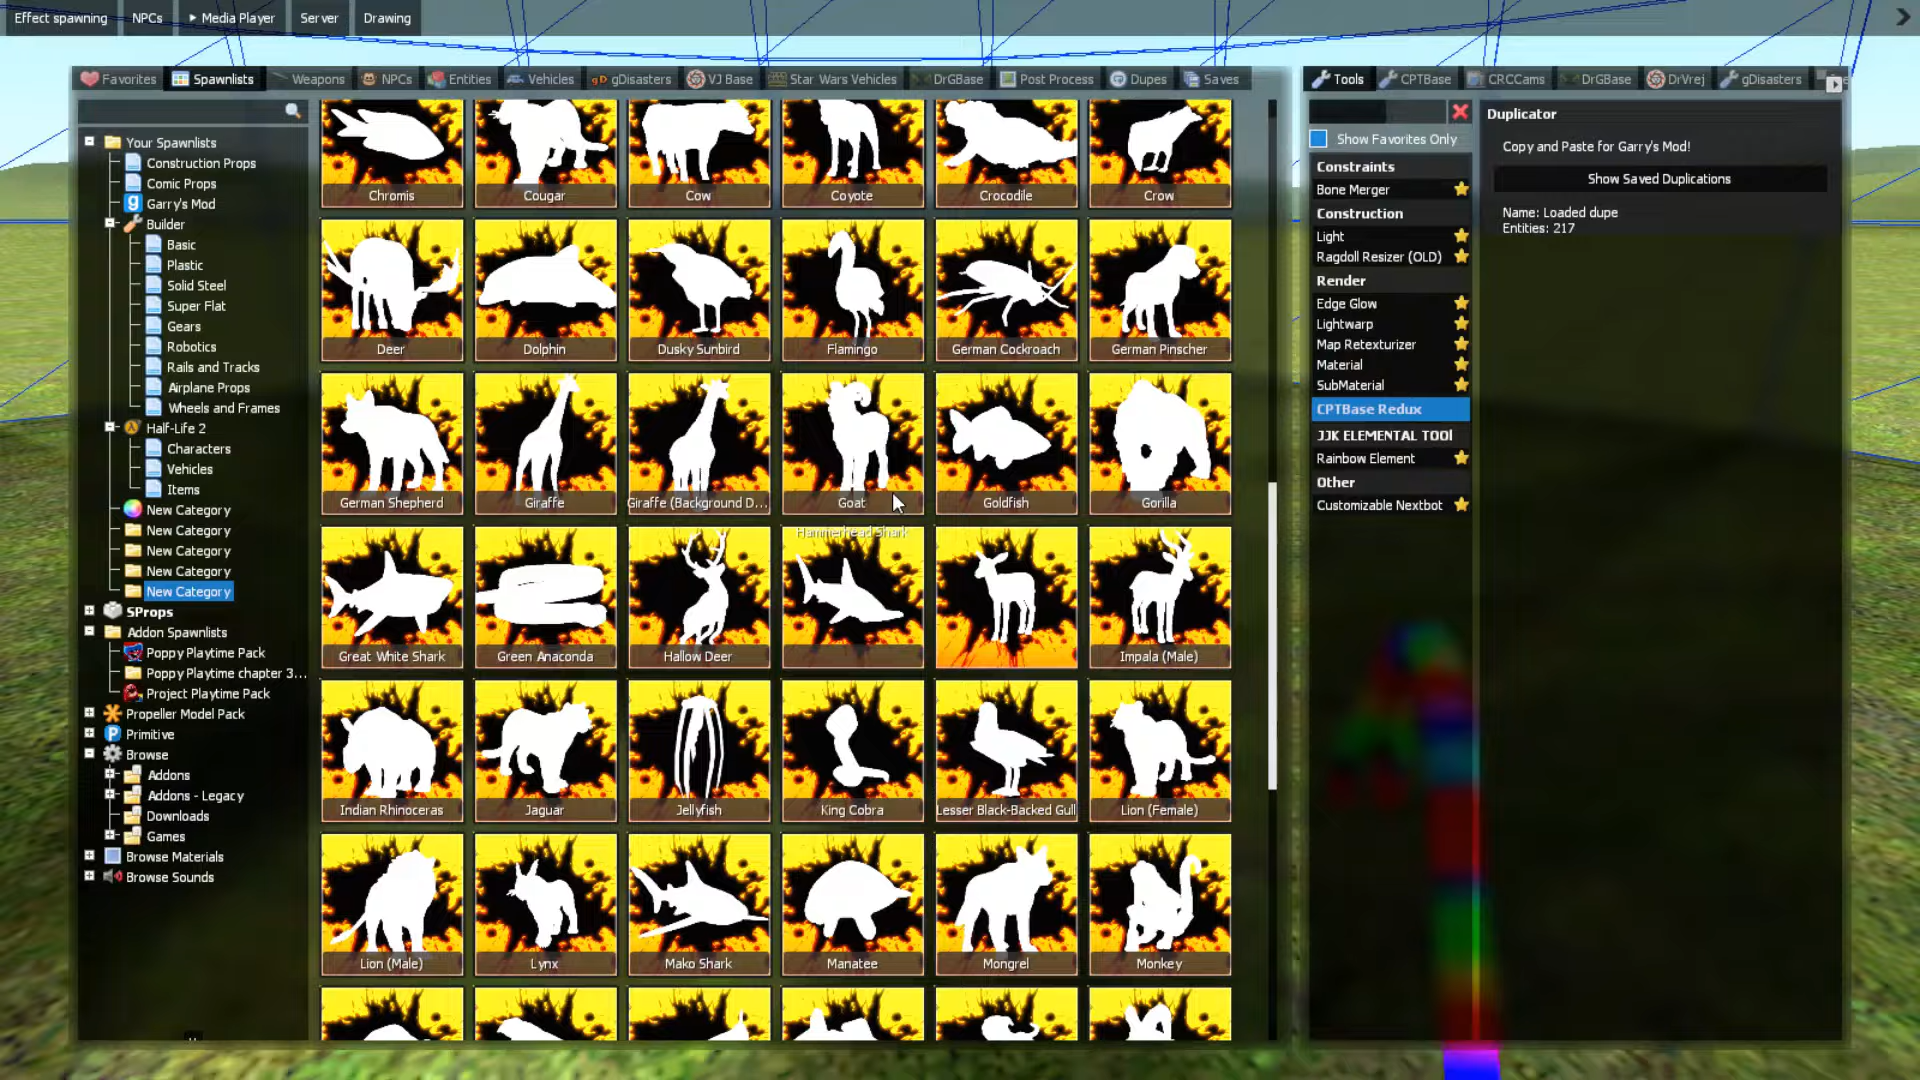 Effect spawning
NPCs
Media Player
Server
Drawing
Favorites
Spawnlists
Weapons
NPCs
Entities
Vehicles
gDisasters
VJ Base
Star Wars Vehicles
DrGBase
Post Process
Dupes
Saves
Tools
CPTBase
CRCCams
DrGBase
DrVrej
gDisasters
Your Spawnlists
Construction Props
Comic Props
Garry's Mod
Builder
Basic
Plastic
Solid Steel
Super Flat
Gears
Robotics
Rails and Tracks
Airplane Props
Wheels and Frames
Half-Life 2
Characters
Vehicles
Items
New Category
New Category
New Category
New Category
New Category
SProps
Addon Spawnlists
Poppy Playtime Pack
Poppy Playtime chapter 3...
Project Playtime Pack
Propeller Model Pack
Primitive
Browse
Addons
Addons - Legacy
Downloads
Games
Browse Materials
Browse Sounds
Chromis
Cougar
Cow
Coyote
Crocodile
Crow
Deer
Dolphin
Dusky Sunbird
Flamingo
German Cockroach
German Pinscher
German Shepherd
Giraffe
Giraffe (Background D...
Goat
Goldfish
Gorilla
Great White Shark
Green Anaconda
Hallow Deer
Hammerhead Shark
Impala (Male)
Indian Rhinoceras
Jaguar
Jellyfish
King Cobra
Lesser Black-Backed Gull
Lion (Female)
Lion (Male)
Lynx
Mako Shark
Manatee
Mongrel
Monkey
Show Favorites Only
Constraints
Bone Merger
Construction
Light
Ragdoll Resizer (OLD)
Render
Edge Glow
Lightwarp
Map Retexturizer
Material
SubMaterial
CPTBase Redux
JJK ELEMENTAL TOOl
Rainbow Element
Other
Customizable Nextbot
Duplicator
Copy and Paste for Garry's Mod!
Show Saved Duplications
Name: Loaded dupe
Entities: 217